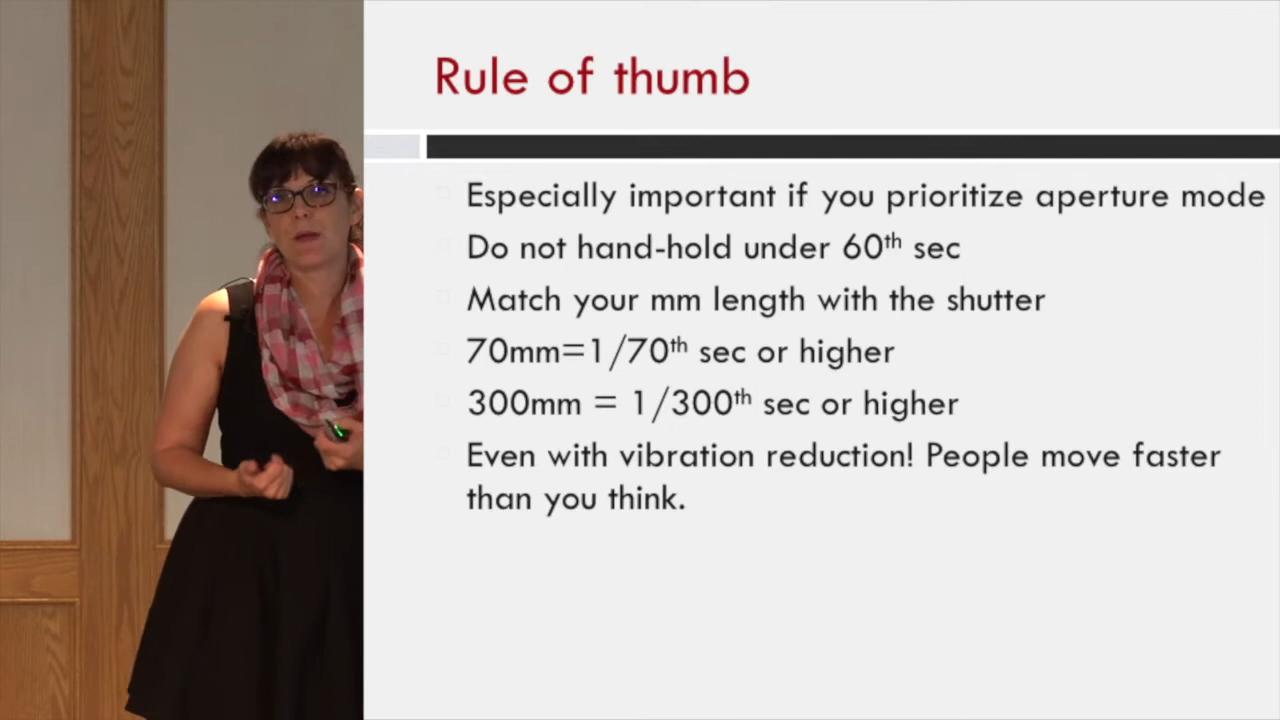 Rule of thumb
Especially important if you prioritize aperture mode
Do not hand-hold under 60th sec
Match your mm length with the shutter
70mm=1/70th sec or higher
300mm = 1/300th sec or higher
Even with vibration reduction! People move faster
than you think.